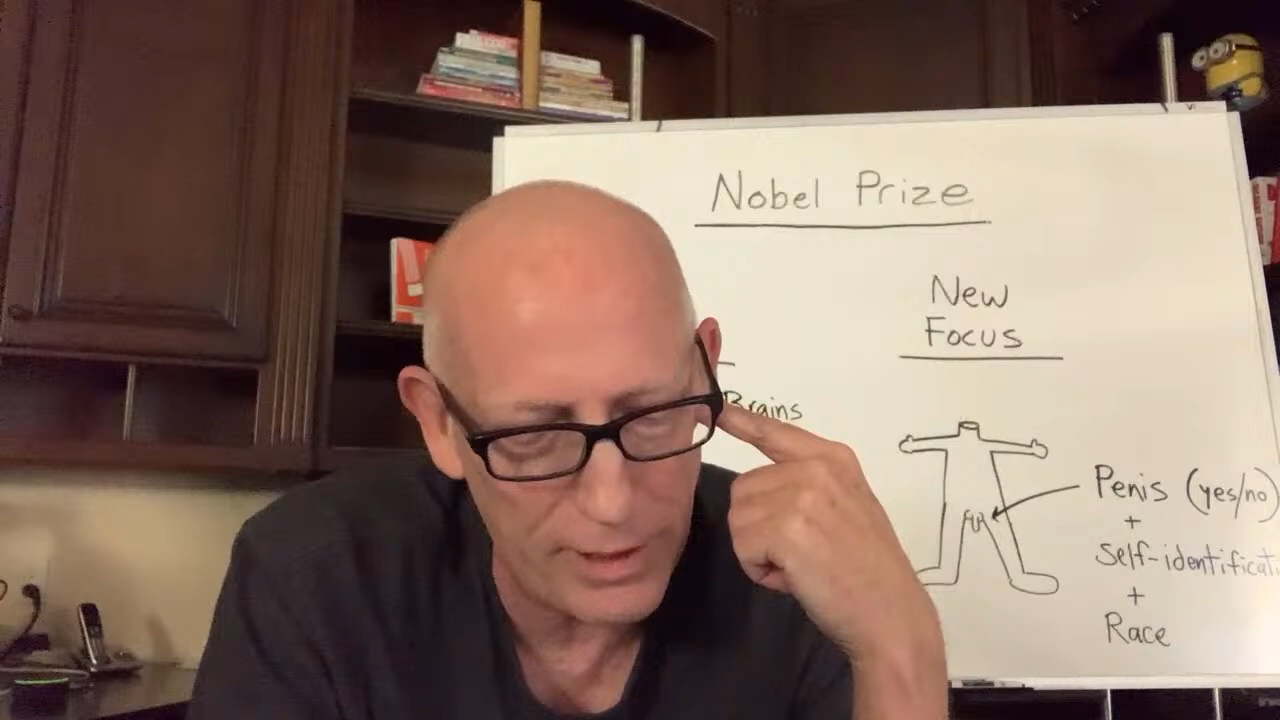 Nobel Prize
New
Focus
Brains
Penis (yes/no)
+
Self-identificati
+
Race